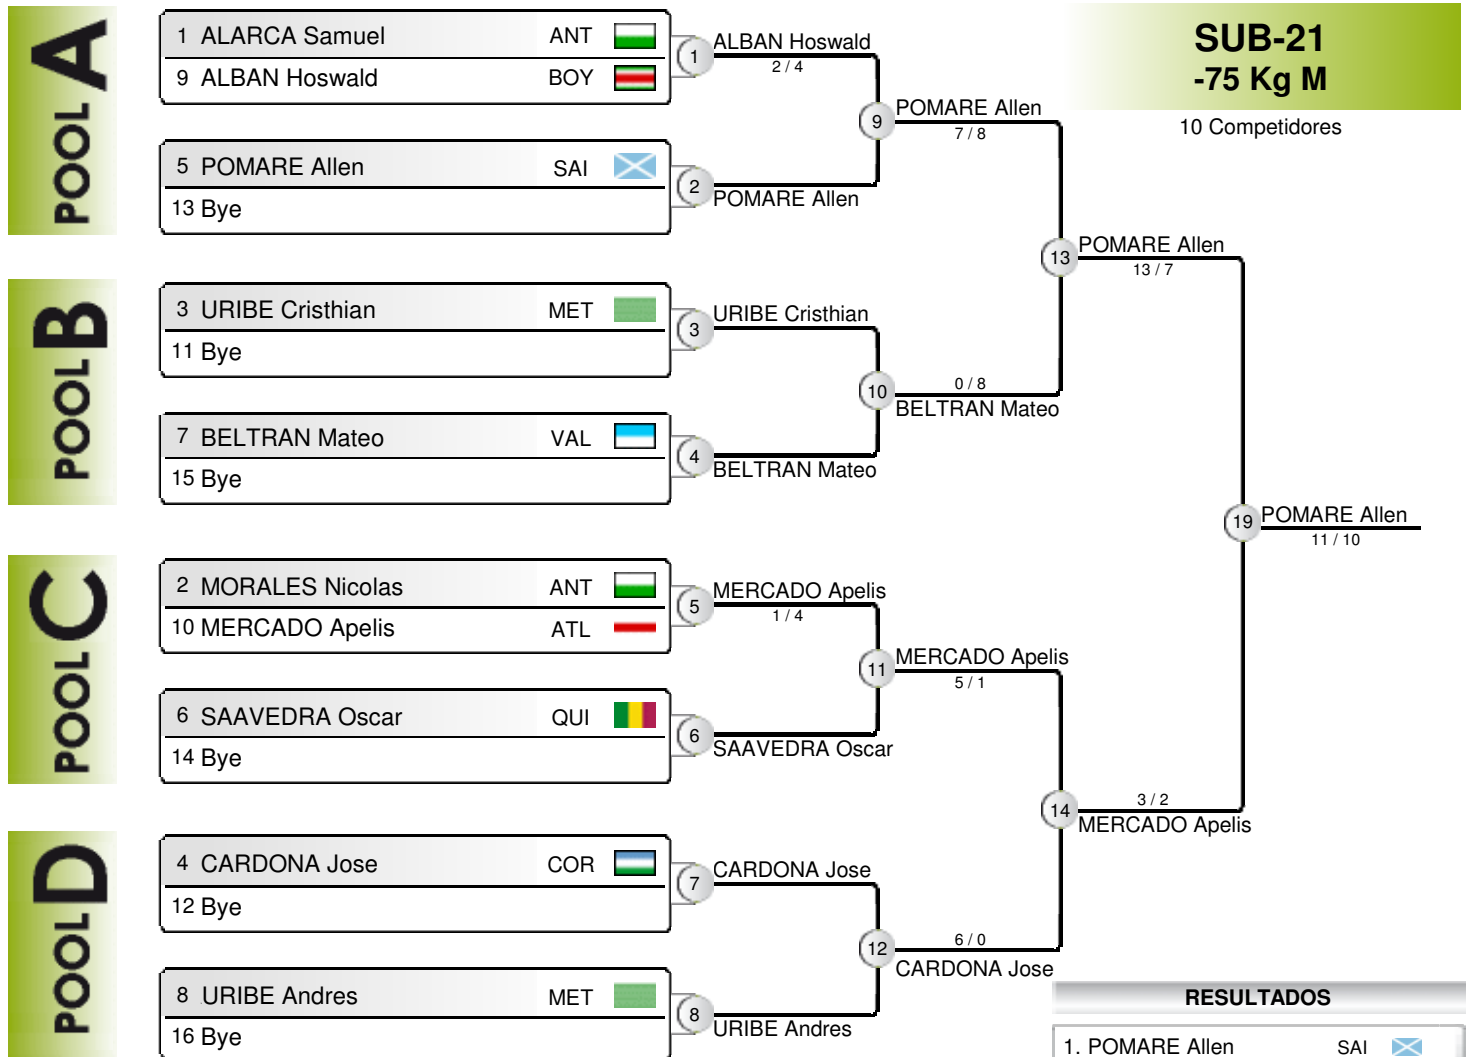 POOL A
1 ALARCA Samuel ANT
9 ALBAN Hoswald BOY
1
ALBAN Hoswald
2 / 4
5 POMARE Allen SAI
13 Bye
2
POMARE Allen
9
POMARE Allen
7 / 8
SUB-21
-75 Kg M
10 Competidores
POOL B
3 URIBE Cristhian MET
11 Bye
3
URIBE Cristhian
7 BELTRAN Mateo VAL
15 Bye
4
BELTRAN Mateo
10
0 / 8
BELTRAN Mateo
13
POMARE Allen
13 / 7
POOL C
2 MORALES Nicolas ANT
10 MERCADO Apelis ATL
5
MERCADO Apelis
1 / 4
6 SAAVEDRA Oscar QUI
14 Bye
6
SAAVEDRA Oscar
11
MERCADO Apelis
5 / 1
19
POMARE Allen
11 / 10
POOL D
4 CARDONA Jose COR
12 Bye
7
CARDONA Jose
8 URIBE Andres MET
16 Bye
8
URIBE Andres
12
6 / 0
CARDONA Jose
14
3 / 2
MERCADO Apelis
RESULTADOS
1. POMARE Allen SAI